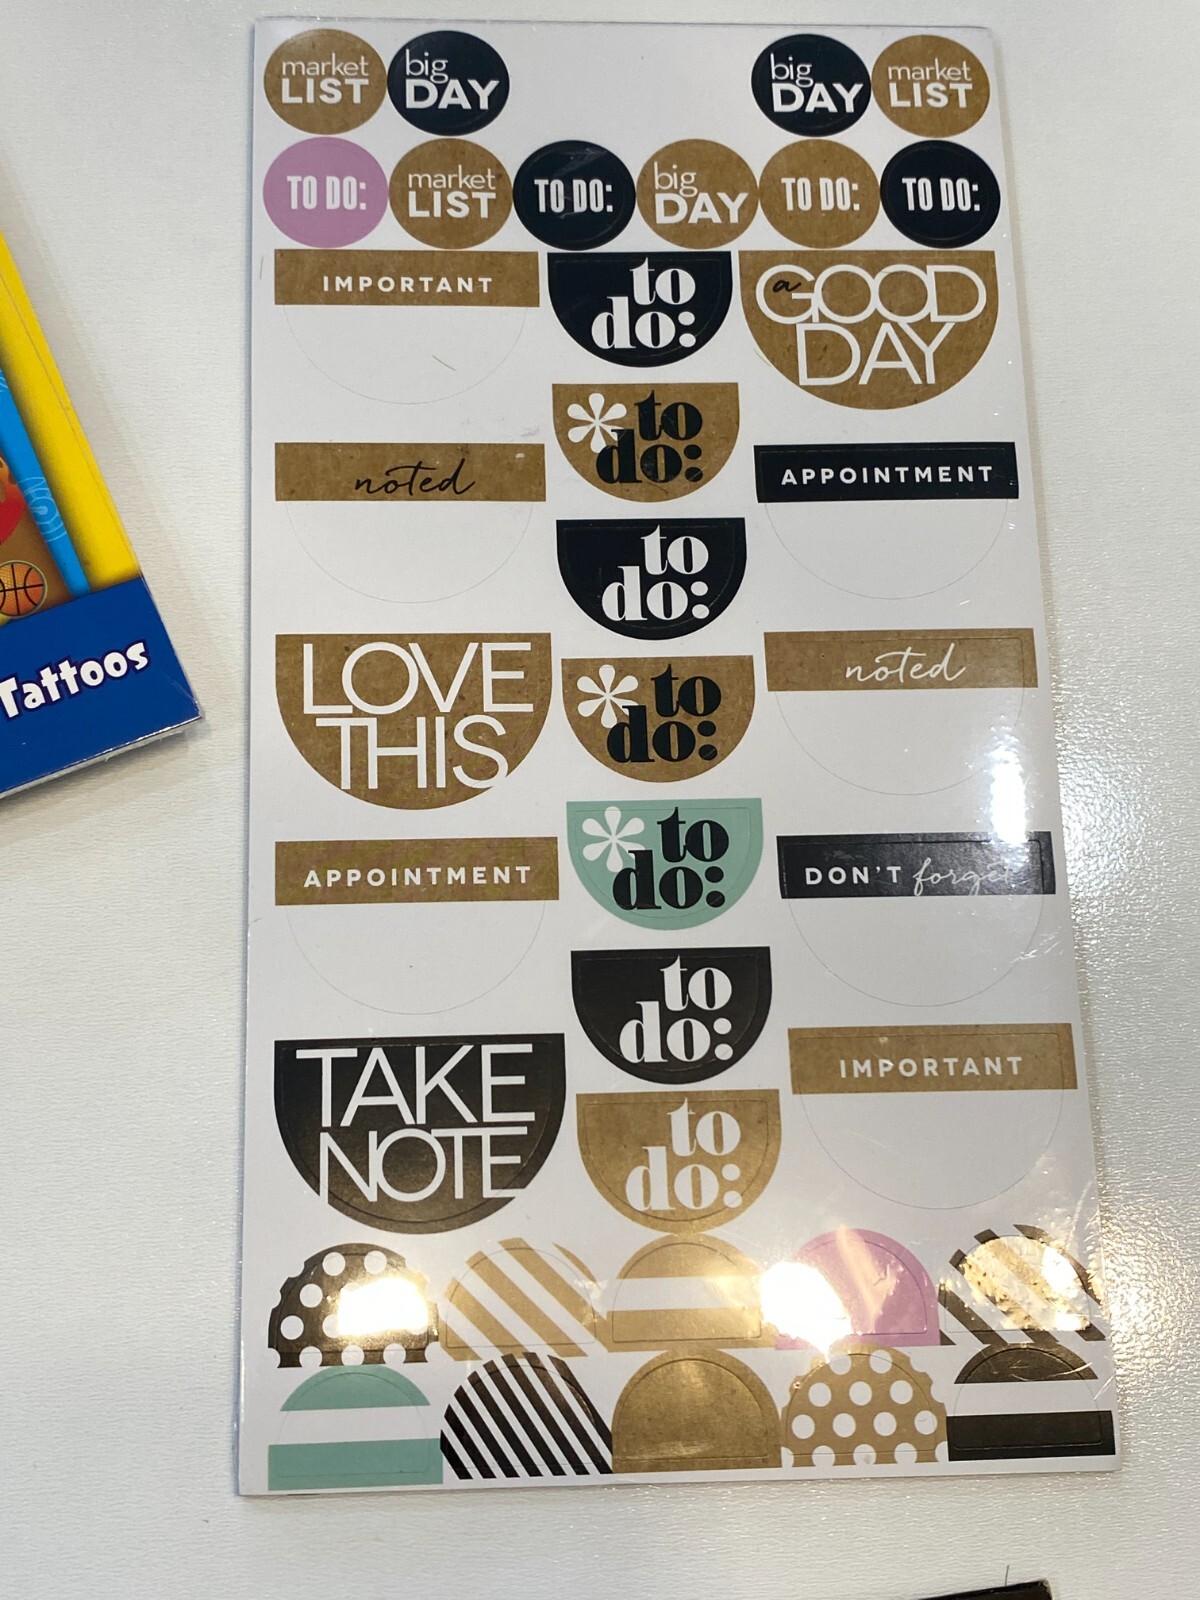 market
LIST
big
DAY
big
DAY
market
LIST
TO DO:
market
LIST
TO DO:
big
DAY
TO DO:
TO DO:
IMPORTANT
to
do:
a GOOD
DAY
to
do:
noted
APPOINTMENT
to
do:
LOVE
THIS
to
do:
noted
to
do:
APPOINTMENT
DON'T forget
to
do:
TAKE
NOTE
IMPORTANT
to
do:
Tattoos